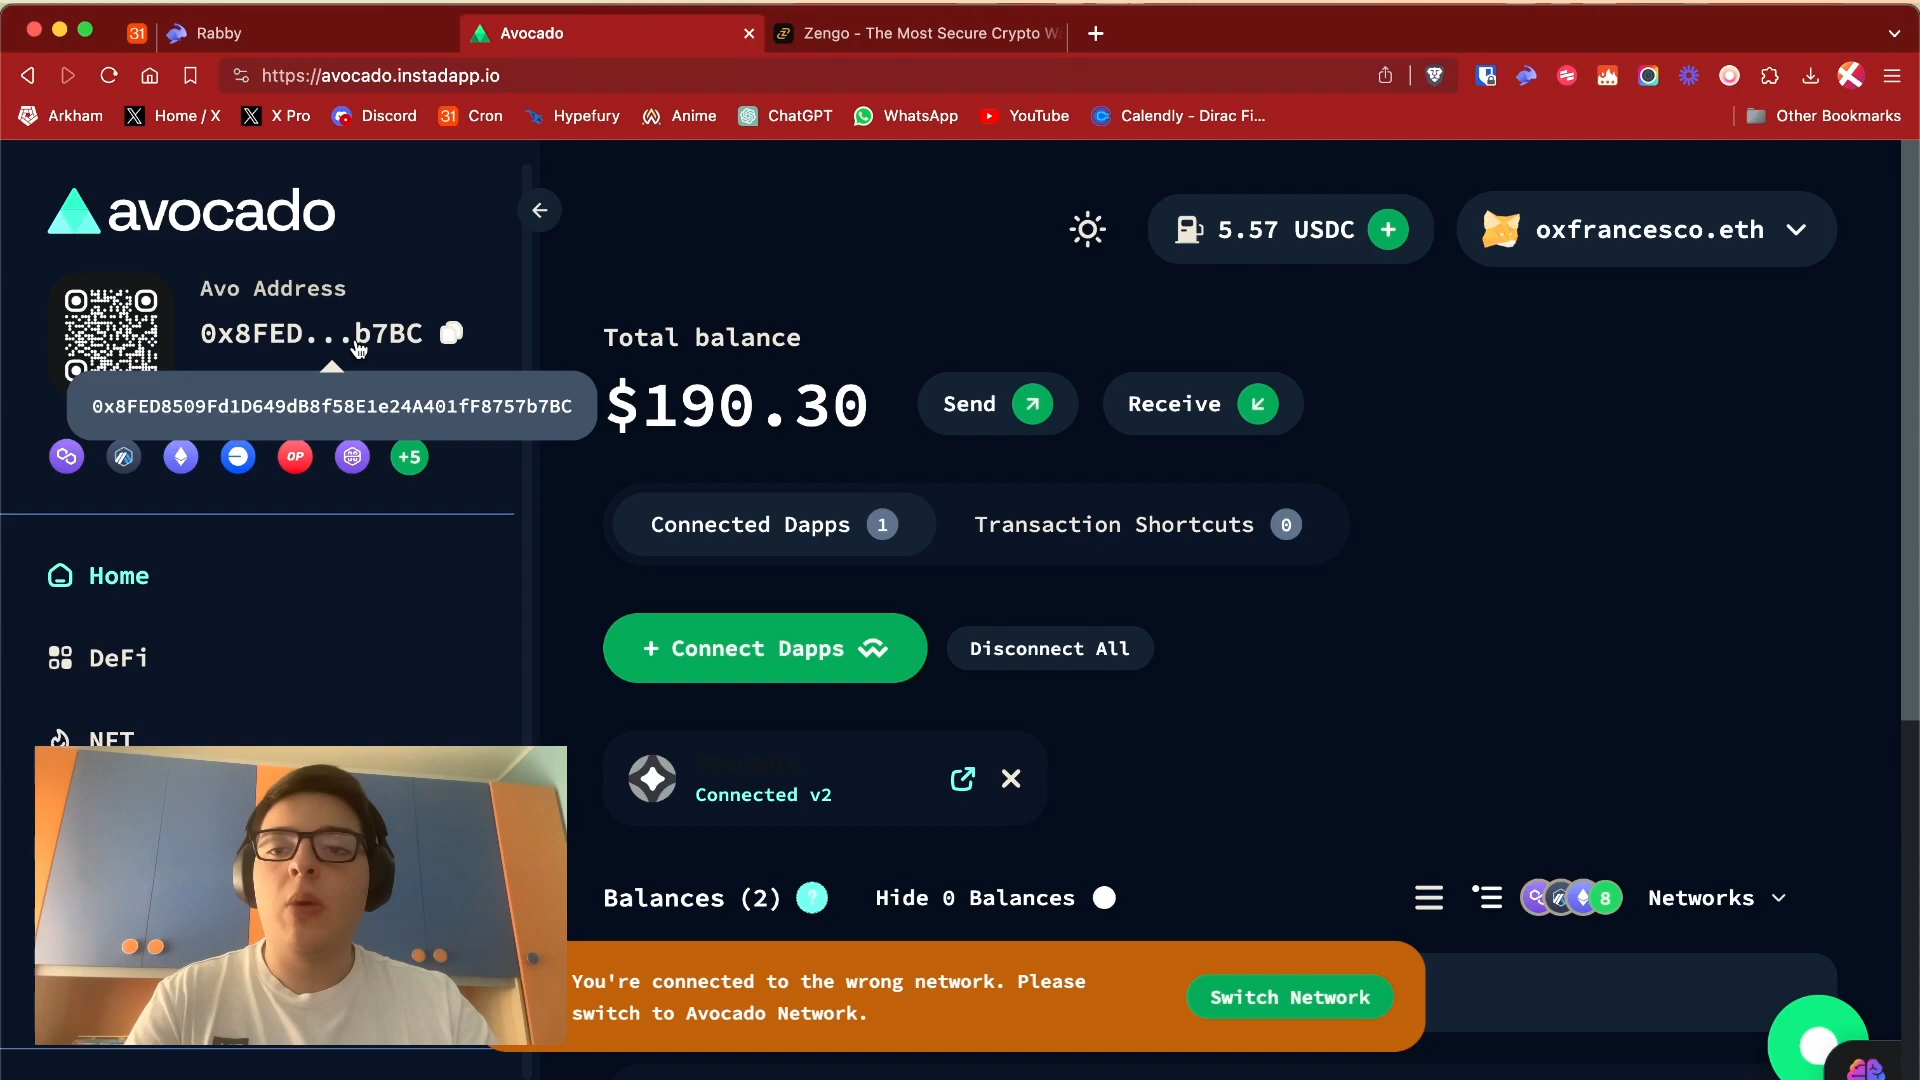 31
Rabby
Avocado
Zengo - The Most Secure Crypto W
https://avocado.instadapp.io
Arkham
Home / X
X Pro
Discord
31
Cron
Hypefury
Anime
ChatGPT
WhatsApp
YouTube
Calendly - Dirac Fi...
Other Bookmarks
avocado
5.57 USDC
oxfrancesco.eth
Avo Address
0x8FED...b7BC
0x8FED8509Fd1D649dB8f58E1e24A401fF8757b7BC
OP
+5
Total balance
$190.30
Send
Receive
Connected Dapps 1
Transaction Shortcuts 0
+ Connect Dapps
Disconnect All
Connected v2
Home
DeFi
NFT
Balances (2) ?
Hide 0 Balances
8
Networks
You're connected to the wrong network. Please
switch to Avocado Network.
Switch Network